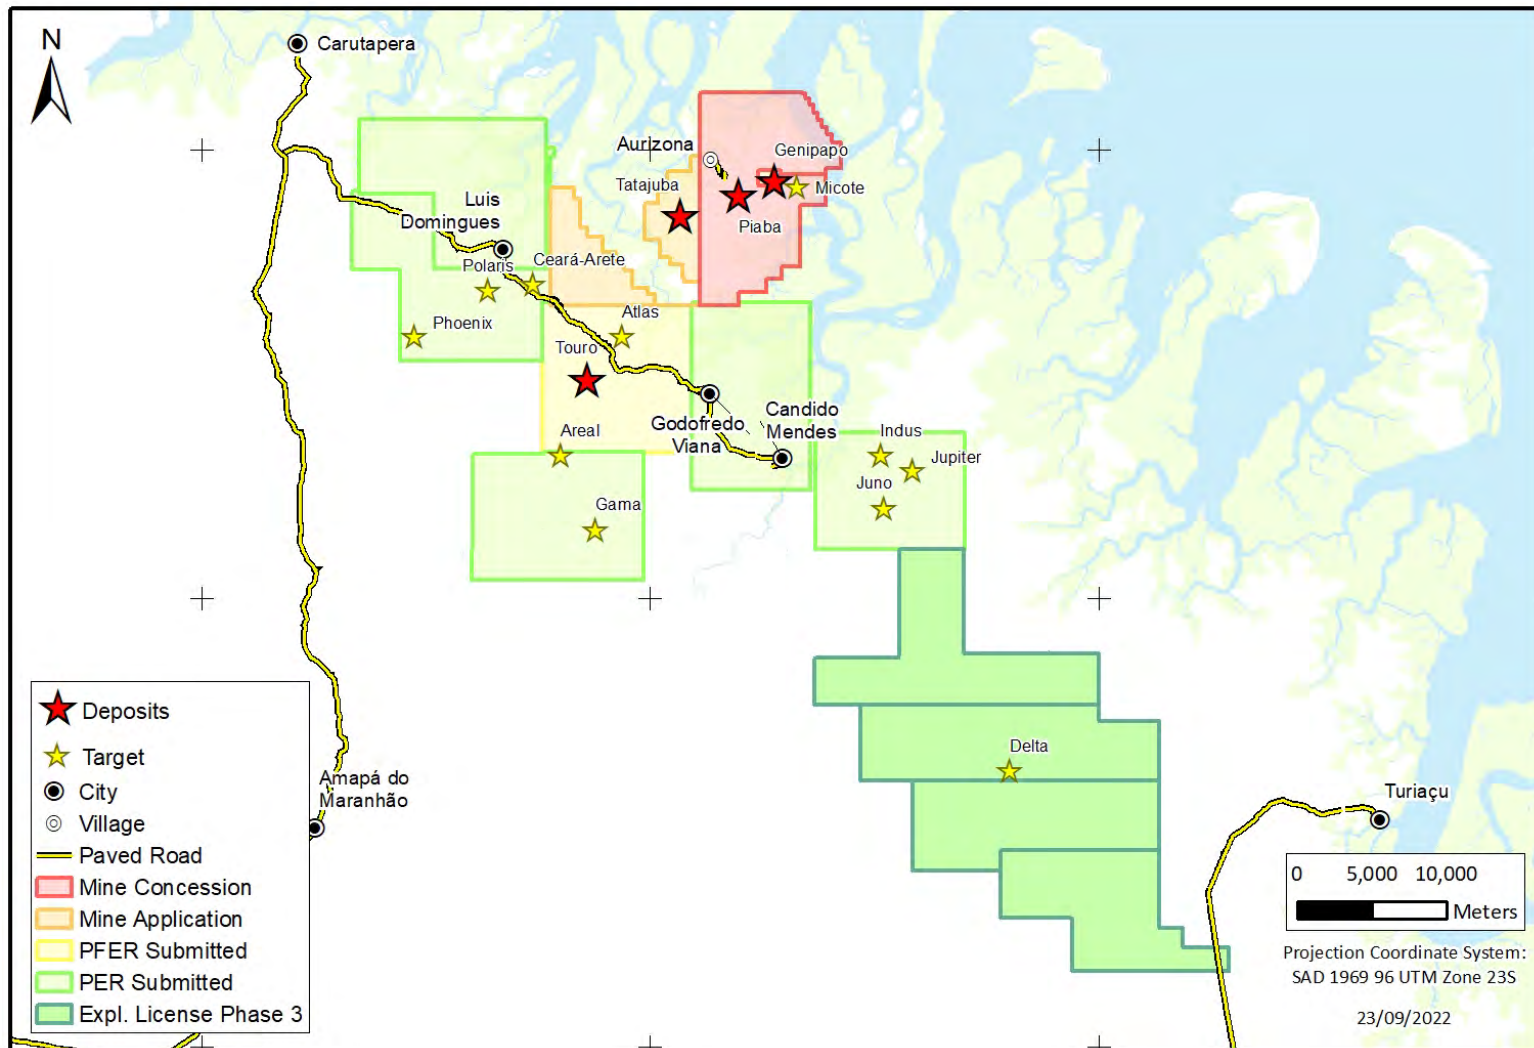 N
Carutapera
Aurizona
Genipapo
Tatajuba
Micote
Piaba
Luis
Domingues
Polaris
Ceará-Arete
Phoenix
Atlas
Touro
Godofredo
Viana
Candido
Mendes
Areal
Indus
Jupiter
Juno
Gama
Delta
Turiaçu
Amapá do
Maranhão
Deposits
Target
City
Village
Paved Road
Mine Concession
Mine Application
PFER Submitted
PER Submitted
Expl. License Phase 3
0 5,000 10,000
Meters
Projection Coordinate System:
SAD 1969 96 UTM Zone 23S
23/09/2022